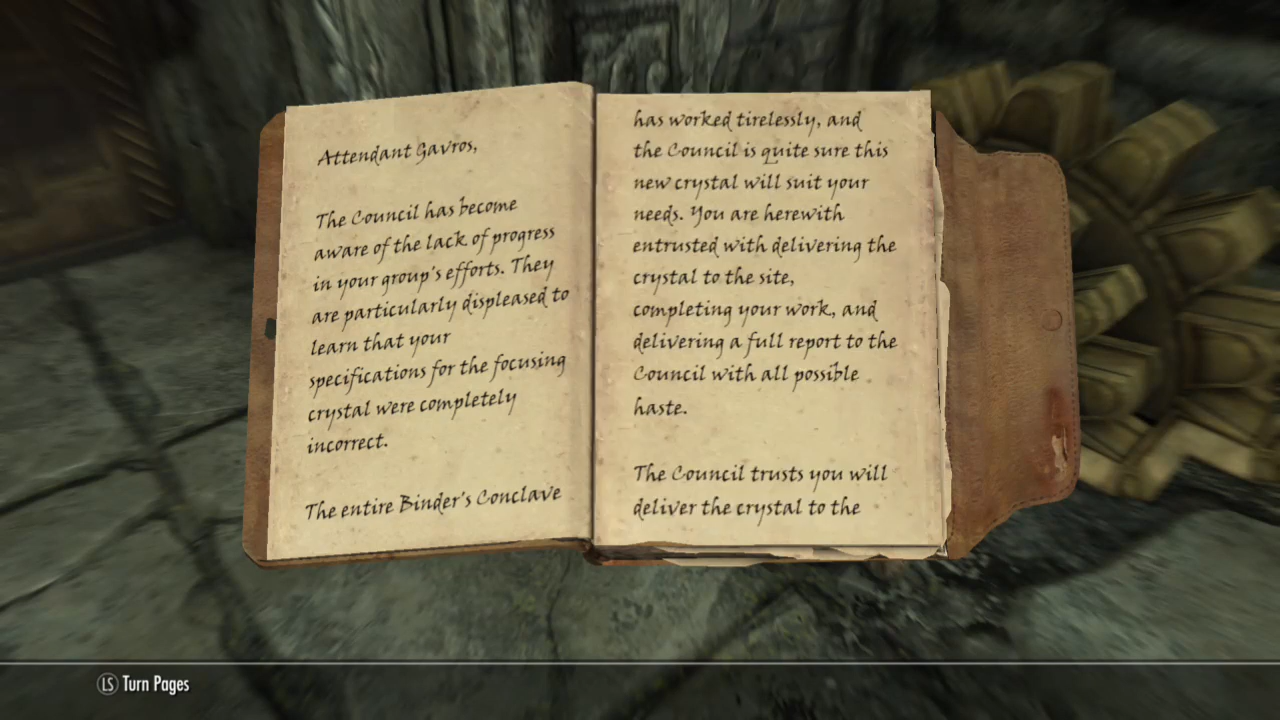 Attendant Gavros,
The Council has become
aware of the lack of progress
in your group's efforts. They
are particularly displeased to
learn that your
specifications for the focusing
crystal were completely
incorrect.
The entire Binder's Conclave
has worked tirelessly, and
the Council is quite sure this
new crystal will suit your
needs. You are herewith
entrusted with delivering the
crystal to the site,
completing your work, and
delivering a full report to the
Council with all possible
haste.
The Council trusts you will
deliver the crystal to the
LS Turn Pages